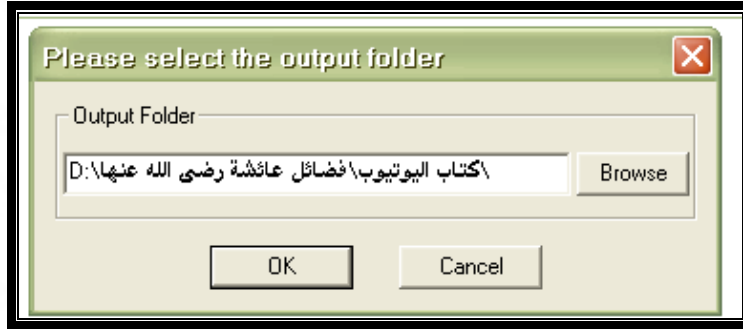 Please select the output folder
Output Folder
D:\كتاب اليوتيوب\فضائل عائشة رضى الله عنها\
Browse
OK
Cancel